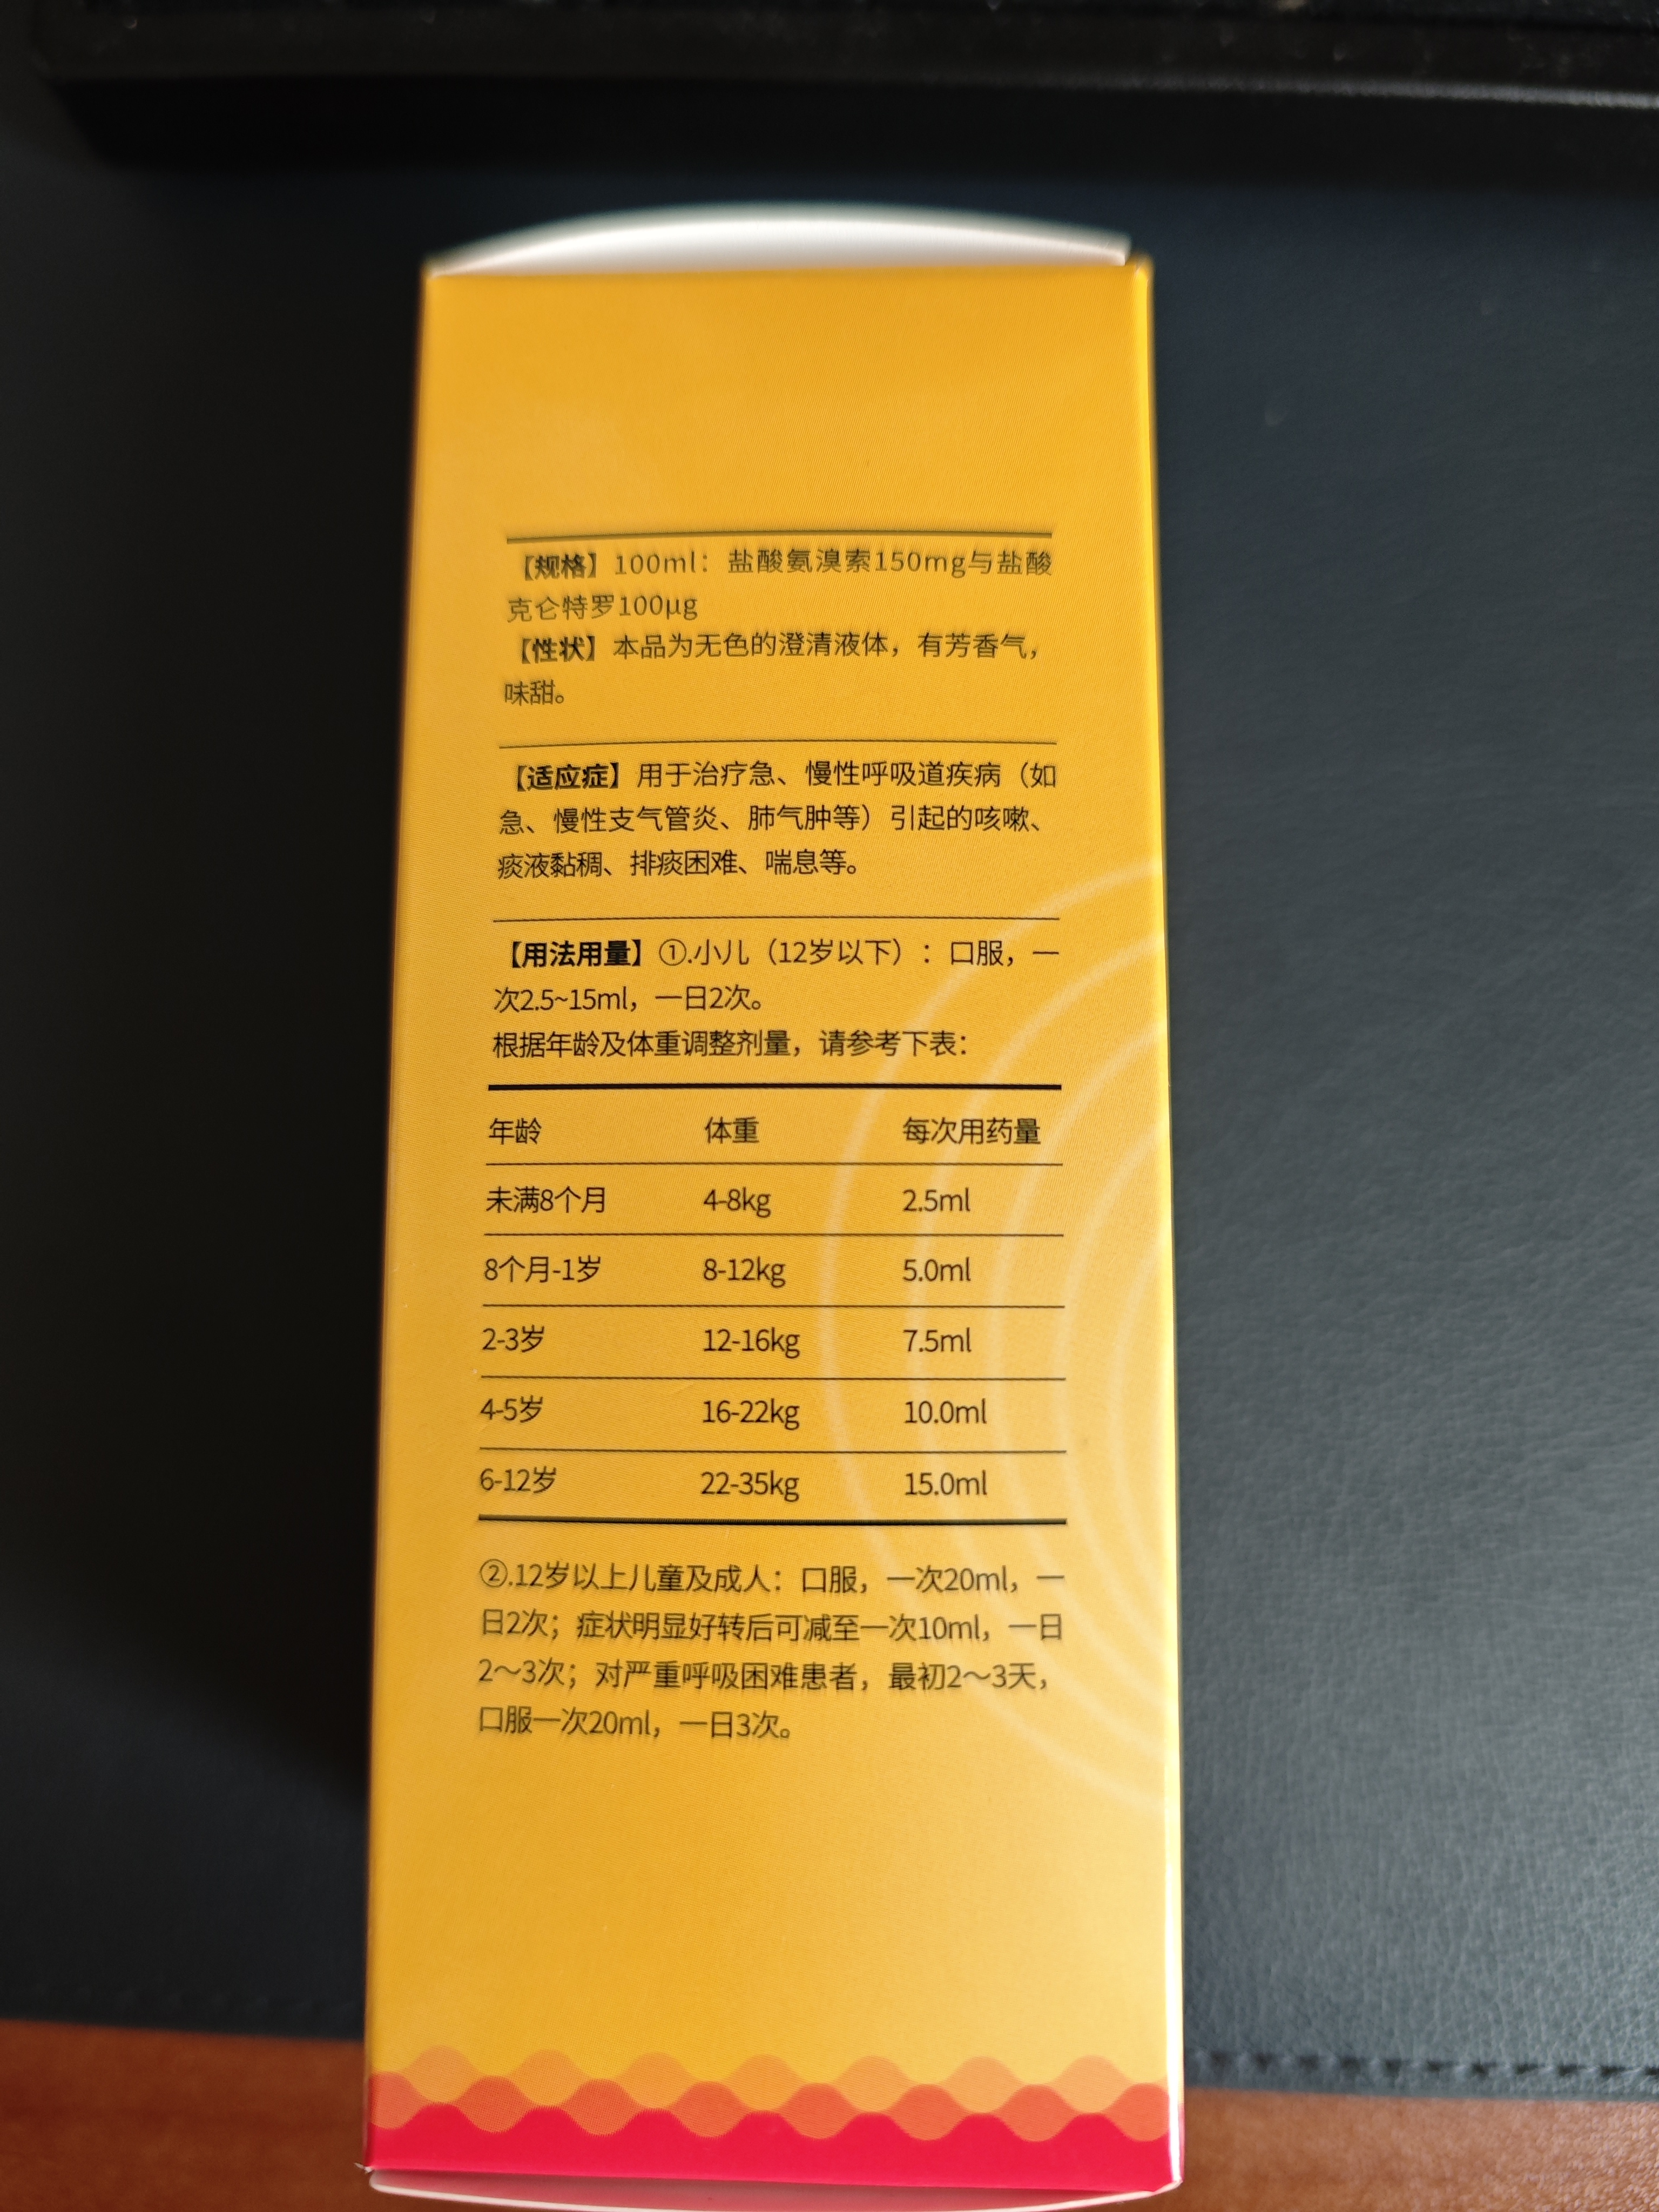 【规格】100ml：盐酸氨溴索150mg与盐酸
克仑特罗100μg
【性状】本品为无色的澄清液体，有芳香气，
味甜。
【适应症】用于治疗急、慢性呼吸道疾病（如
急、慢性支气管炎、肺气肿等）引起的咳嗽、
痰液黏稠、排痰困难、喘息等。
【用法用量】①.小儿（12岁以下）：口服，一
次2.5~15ml，一日2次。
根据年龄及体重调整剂量，请参考下表：
年龄 体重 每次用药量
未满8个月 4-8kg 2.5ml
8个月-1岁 8-12kg 5.0ml
2-3岁 12-16kg 7.5ml
4-5岁 16-22kg 10.0ml
6-12岁 22-35kg 15.0ml
②.12岁以上儿童及成人：口服，一次20ml，一
日2次；症状明显好转后可减至一次10ml，一日
2～3次；对严重呼吸困难患者，最初2～3天，
口服一次20ml，一日3次。